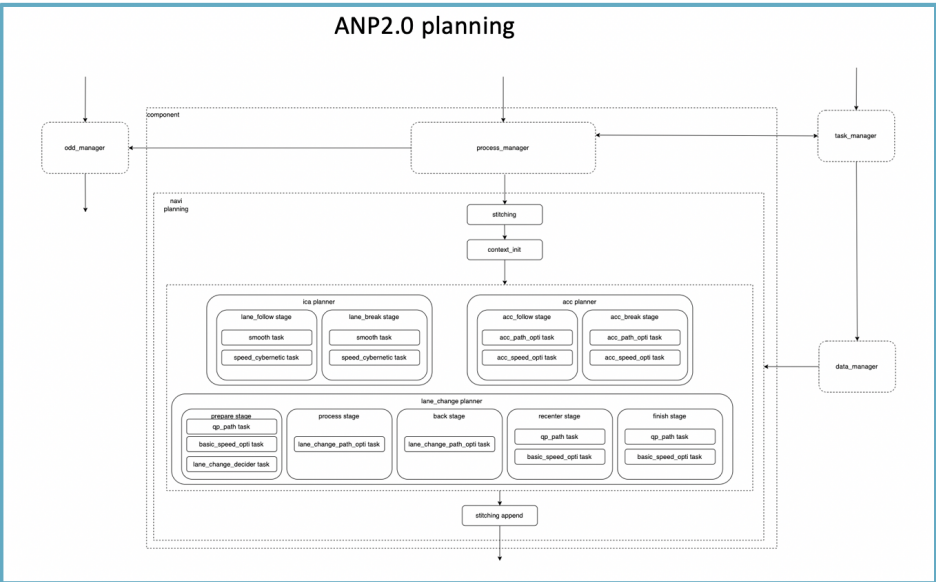 ANP2.0 planning
component
odd_manager
process_manager
task_manager
navi
planning
stitching
context_init
ica planner
lane_follow stage
smooth task
speed_cybernetic task
lane_break stage
smooth task
speed_cybernetic task
acc planner
acc_follow stage
acc_path_opti task
acc_speed_opti task
acc_break stage
acc_path_opti task
acc_speed_opti task
data_manager
lane_change planner
prepare stage
qp_path task
basic_speed_opti task
lane_change_decider task
process stage
lane_change_path_opti task
back stage
lane_change_path_opti task
recenter stage
qp_path task
basic_speed_opti task
finish stage
qp_path task
basic_speed_opti task
stitching append